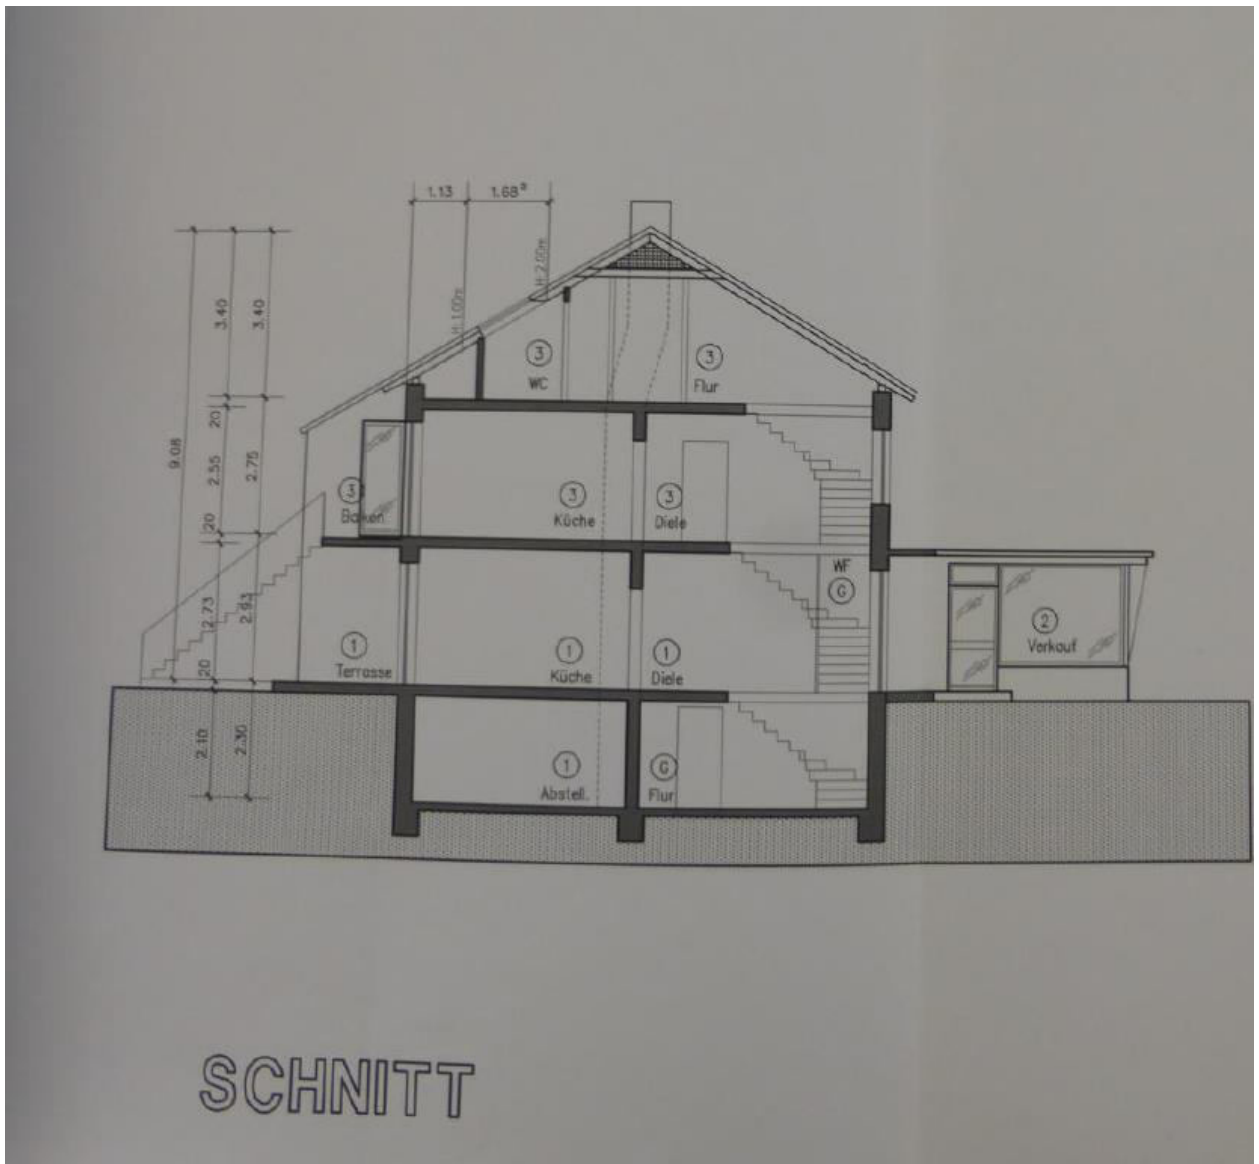 1.13
1.68⁸
H: 1.00m
H: 2.00m
3.40
3.40
3
WC
3
Flur
20
9.08
2.55
2.75
20
3
Balkon
3
Küche
3
Diele
WF
G
2.73
2.93
20
1
Terrasse
1
Küche
1
Diele
2
Verkauf
2.10
2.30
1
Abstell.
G
Flur
SCHNITT